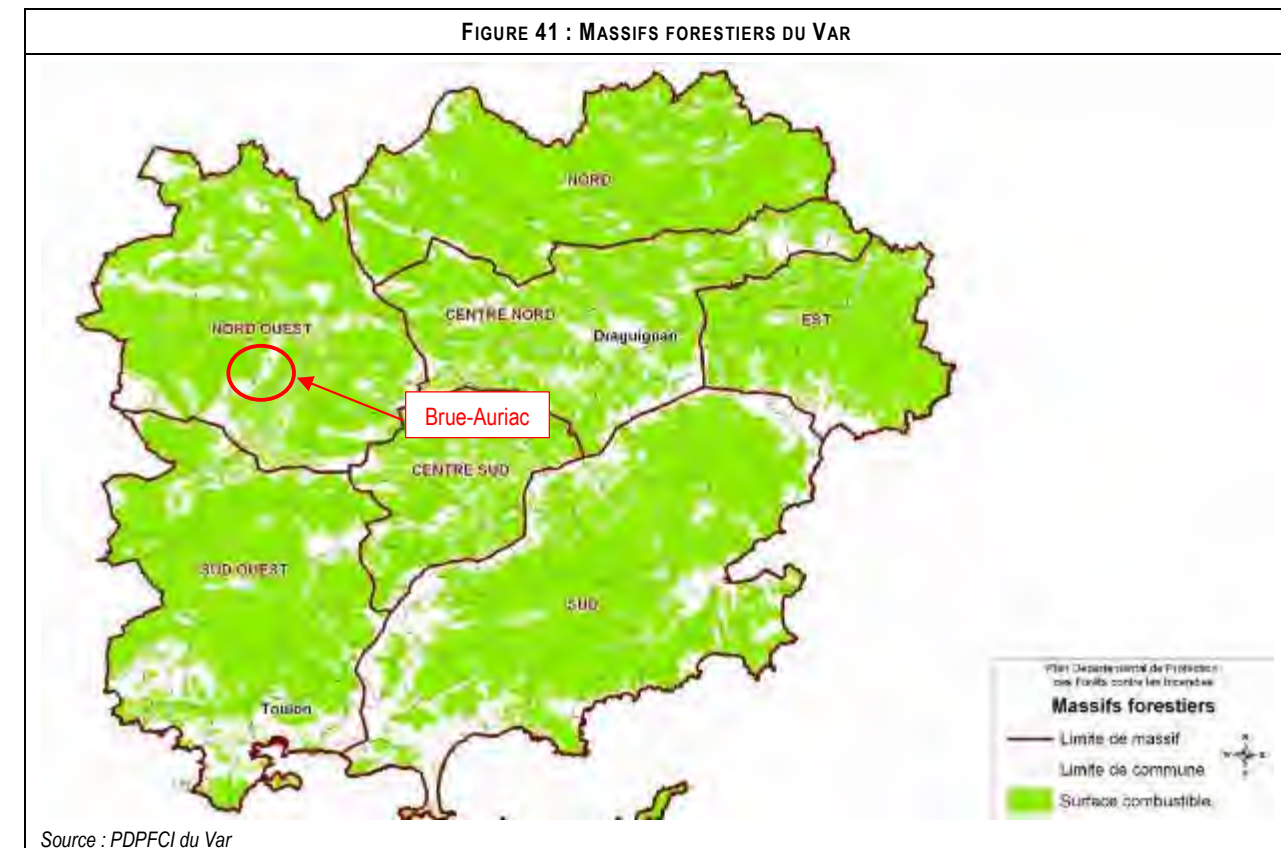 FIGURE 41 : MASSIFS FORESTIERS DU VAR
NORD
NORD OUEST
CENTRE NORD
Draguignan
EST
Brue-Auriac
CENTRE SUD
SUD OUEST
SUD
Toulon
Plan Departemental de Protection
des Forêts contre les Incendies
Massifs forestiers
Limite de massif
Limite de commune
Surface combustible
Source : PDPFCI du Var